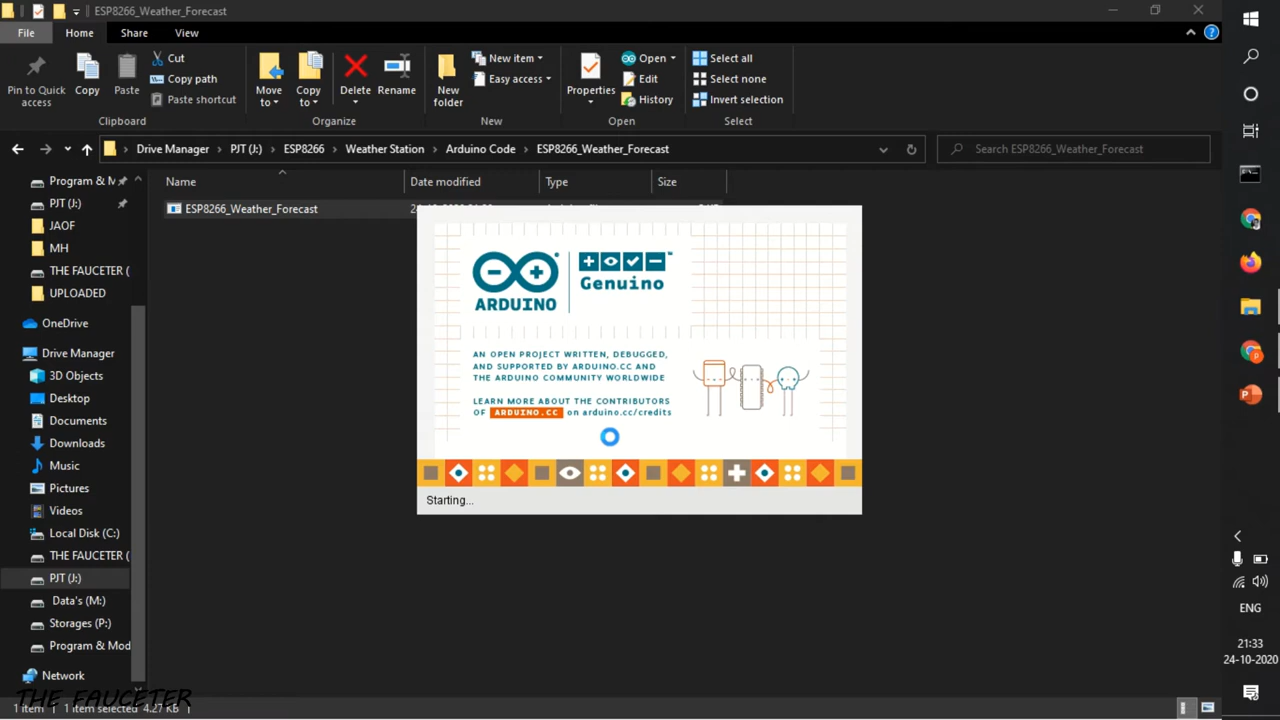 ESP8266_Weather_Forecast
File Home Share View
Pin to Quick access
Copy
Paste
Cut
Copy path
Paste shortcut
Clipboard
Move to
Copy to
Delete
Rename
Organize
New folder
New item
Easy access
New
Properties
Open
Edit
History
Open
Select all
Select none
Invert selection
Select
Drive Manager PJT (J:) ESP8266 Weather Station Arduino Code ESP8266_Weather_Forecast
Search ESP8266_Weather_Forecast
Name Date modified Type Size
ESP8266_Weather_Forecast
Program & M
PJT (J:)
JAOF
MH
THE FAUCETER (
UPLOADED
OneDrive
Drive Manager
3D Objects
Desktop
Documents
Downloads
Music
Pictures
Videos
Local Disk (C:)
THE FAUCETER (
PJT (J:)
Data's (M:)
Storages (P:)
Program & Mod
Network
ARDUINO
Genuino
AN OPEN PROJECT WRITTEN, DEBUGGED,
AND SUPPORTED BY ARDUINO.CC AND
THE ARDUINO COMMUNITY WORLDWIDE
LEARN MORE ABOUT THE CONTRIBUTORS
OF ARDUINO.CC on arduino.cc/credits
Starting...
ENG
21:33
24-10-2020
THE FAUCETER
1 item 1 item selected 4.27 KB